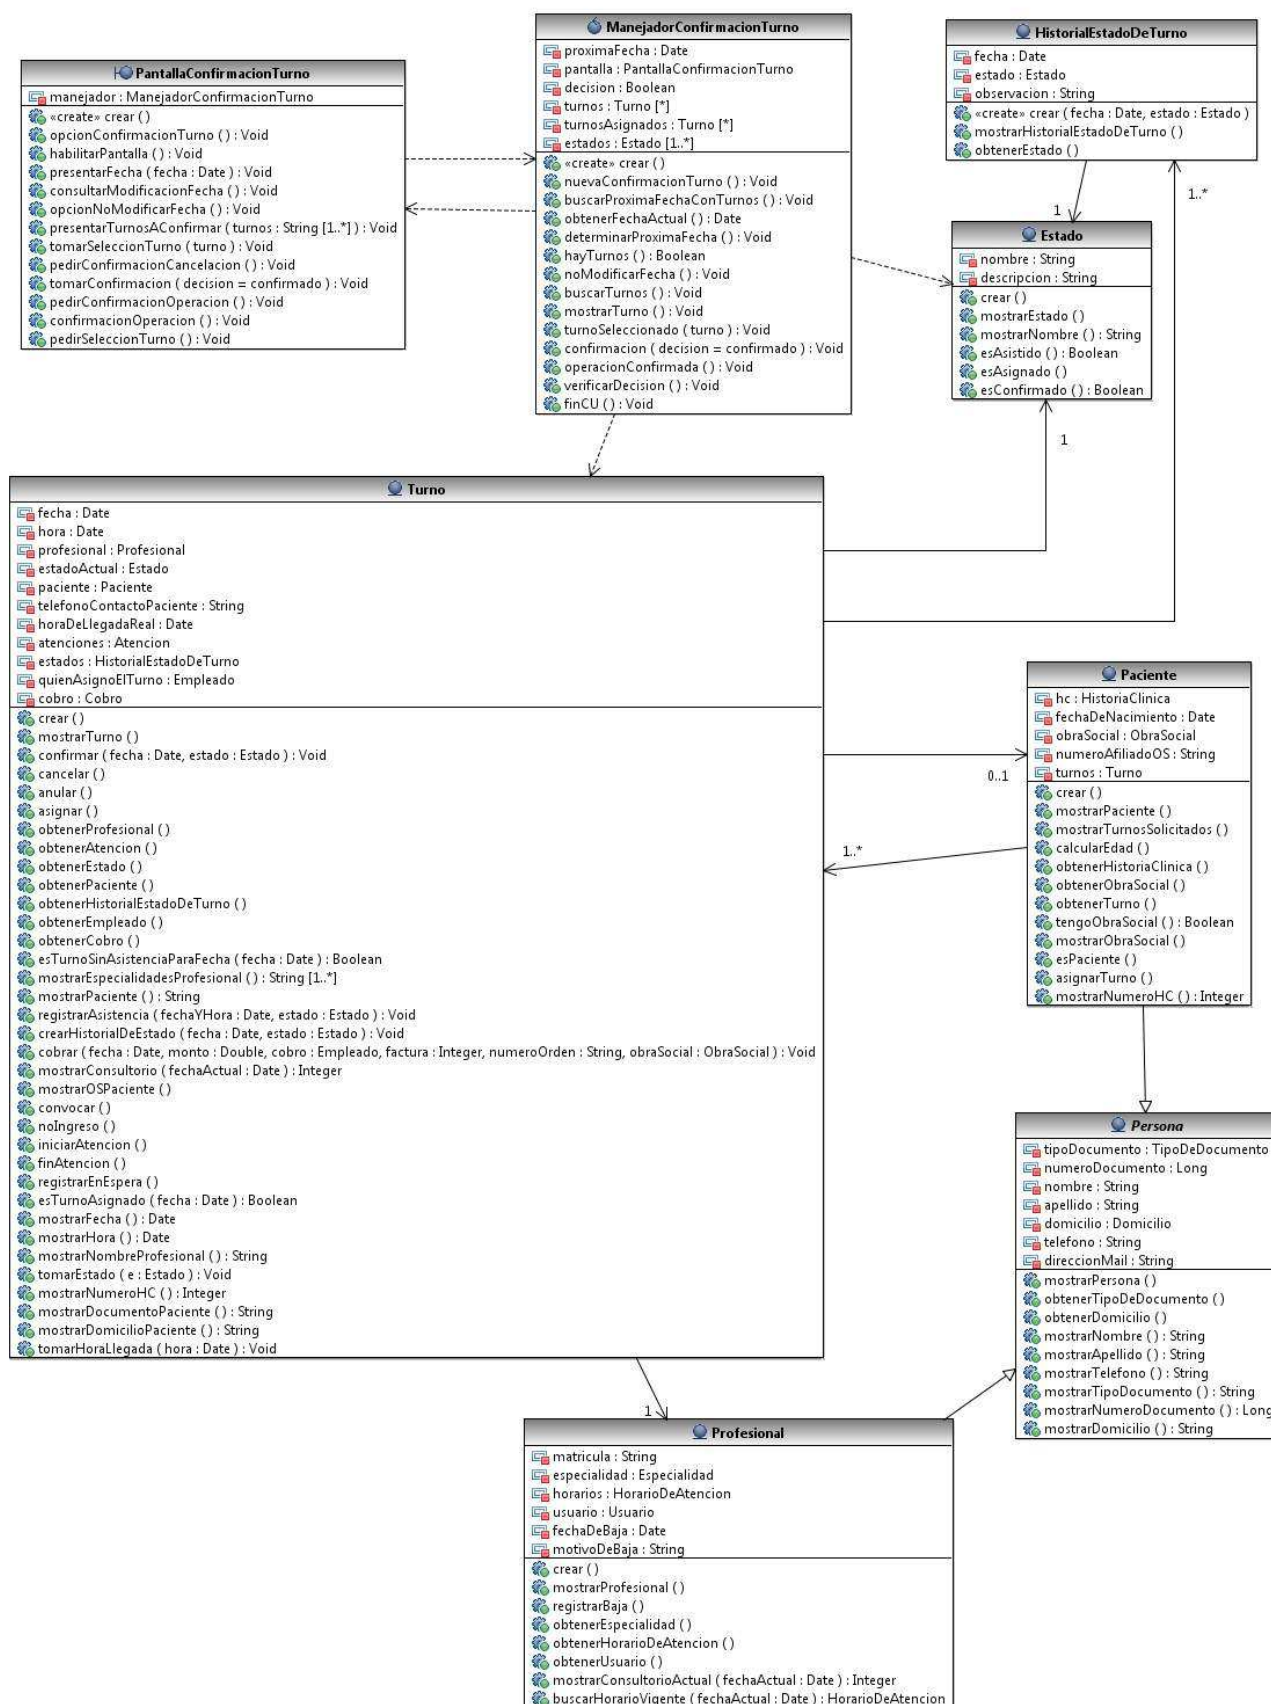 PantallaConfirmacionTurno
manejador : ManejadorConfirmacionTurno
«create» crear ( )
opcionConfirmacionTurno ( ) : Void
habilitarPantalla ( ) : Void
presentarFecha ( fecha : Date ) : Void
consultarModificacionFecha ( ) : Void
opcionNoModificarFecha ( ) : Void
presentarTurnosAConfirmar ( turnos : String [1..*] ) : Void
tomarSeleccionTurno ( turno ) : Void
pedirConfirmacionCancelacion ( ) : Void
tomarConfirmacion ( decision = confirmado ) : Void
pedirConfirmacionOperacion ( ) : Void
confirmacionOperacion ( ) : Void
pedirSeleccionTurno ( ) : Void
ManejadorConfirmacionTurno
proximaFecha : Date
pantalla : PantallaConfirmacionTurno
decision : Boolean
turnos : Turno [*]
turnosAsignados : Turno [*]
estados : Estado [1..*]
«create» crear ( )
nuevaConfirmacionTurno ( ) : Void
buscarProximaFechaConTurnos ( ) : Void
obtenerFechaActual ( ) : Date
determinarProximaFecha ( ) : Void
hayTurnos ( ) : Boolean
noModificarFecha ( ) : Void
buscarTurnos ( ) : Void
mostrarTurno ( ) : Void
turnoSeleccionado ( turno ) : Void
confirmacion ( decision = confirmado ) : Void
operacionConfirmada ( ) : Void
verificarDecision ( ) : Void
finCU ( ) : Void
HistorialEstadoDeTurno
fecha : Date
estado : Estado
observacion : String
«create» crear ( fecha : Date, estado : Estado )
mostrarHistorialEstadoDeTurno ( )
obtenerEstado ( )
1..*
1
Estado
nombre : String
descripcion : String
crear ( )
mostrarEstado ( )
mostrarNombre ( ) : String
esAsistido ( ) : Boolean
esAsignado ( )
esConfirmado ( ) : Boolean
1
Turno
fecha : Date
hora : Date
profesional : Profesional
estadoActual : Estado
paciente : Paciente
telefonoContactoPaciente : String
horaDeLlegadaReal : Date
atenciones : Atencion
estados : HistorialEstadoDeTurno
quienAsignoElTurno : Empleado
cobro : Cobro
crear ( )
mostrarTurno ( )
confirmar ( fecha : Date, estado : Estado ) : Void
cancelar ( )
anular ( )
asignar ( )
obtenerProfesional ( )
obtenerAtencion ( )
obtenerEstado ( )
obtenerPaciente ( )
obtenerHistorialEstadoDeTurno ( )
obtenerEmpleado ( )
obtenerCobro ( )
esTurnoSinAsistenciaParaFecha ( fecha : Date ) : Boolean
mostrarEspecialidadesProfesional ( ) : String [1..*]
mostrarPaciente ( ) : String
registrarAsistencia ( fechaYHora : Date, estado : Estado ) : Void
crearHistorialDeEstado ( fecha : Date, estado : Estado ) : Void
cobrar ( fecha : Date, monto : Double, cobro : Empleado, factura : Integer, numeroOrden : String, obraSocial : ObraSocial ) : Void
mostrarConsultorio ( fechaActual : Date ) : Integer
mostrarOSPaciente ( )
convocar ( )
noIngreso ( )
iniciarAtencion ( )
finAtencion ( )
registrarEnEspera ( )
esTurnoAsignado ( fecha : Date ) : Boolean
mostrarFecha ( ) : Date
mostrarHora ( ) : Date
mostrarNombreProfesional ( ) : String
tomarEstado ( e : Estado ) : Void
mostrarNumeroHC ( ) : Integer
mostrarDocumentoPaciente ( ) : String
mostrarDomicilioPaciente ( ) : String
tomarHoraLlegada ( hora : Date ) : Void
0..1
1..*
Paciente
hc : HistoriaClinica
fechaDeNacimiento : Date
obraSocial : ObraSocial
numeroAfiliadoOS : String
turnos : Turno
crear ( )
mostrarPaciente ( )
mostrarTurnosSolicitados ( )
calcularEdad ( )
obtenerHistoriaClinica ( )
obtenerObraSocial ( )
obtenerTurno ( )
tengoObraSocial ( ) : Boolean
mostrarObraSocial ( )
esPaciente ( )
asignarTurno ( )
mostrarNumeroHC ( ) : Integer
Persona
tipoDocumento : TipoDeDocumento
numeroDocumento : Long
nombre : String
apellido : String
domicilio : Domicilio
telefono : String
direccionMail : String
mostrarPersona ( )
obtenerTipoDeDocumento ( )
obtenerDomicilio ( )
mostrarNombre ( ) : String
mostrarApellido ( ) : String
mostrarTelefono ( ) : String
mostrarTipoDocumento ( ) : String
mostrarNumeroDocumento ( ) : Long
mostrarDomicilio ( ) : String
1
Profesional
matricula : String
especialidad : Especialidad
horarios : HorarioDeAtencion
usuario : Usuario
fechaDeBaja : Date
motivoDeBaja : String
crear ( )
mostrarProfesional ( )
registrarBaja ( )
obtenerEspecialidad ( )
obtenerHorarioDeAtencion ( )
obtenerUsuario ( )
mostrarConsultorioActual ( fechaActual : Date ) : Integer
buscarHorarioVigente ( fechaActual : Date ) : HorarioDeAtencion